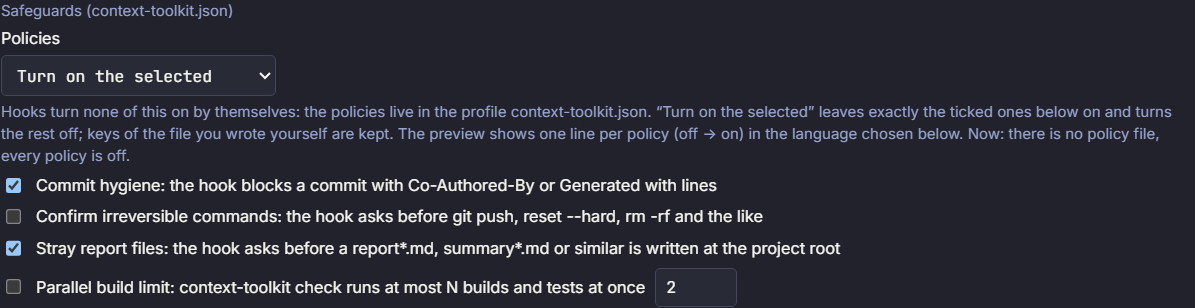 Safeguards (context-toolkit.json)
Policies
Turn on the selected
Hooks turn none of this on by themselves: the policies live in the profile context-toolkit.json. “Turn on the selected” leaves exactly the ticked ones below on and turns
the rest off; keys of the file you wrote yourself are kept. The preview shows one line per policy (off → on) in the language chosen below. Now: there is no policy file,
every policy is off.
Commit hygiene: the hook blocks a commit with Co-Authored-By or Generated with lines
Confirm irreversible commands: the hook asks before git push, reset --hard, rm -rf and the like
Stray report files: the hook asks before a report*.md, summary*.md or similar is written at the project root
Parallel build limit: context-toolkit check runs at most N builds and tests at once 2